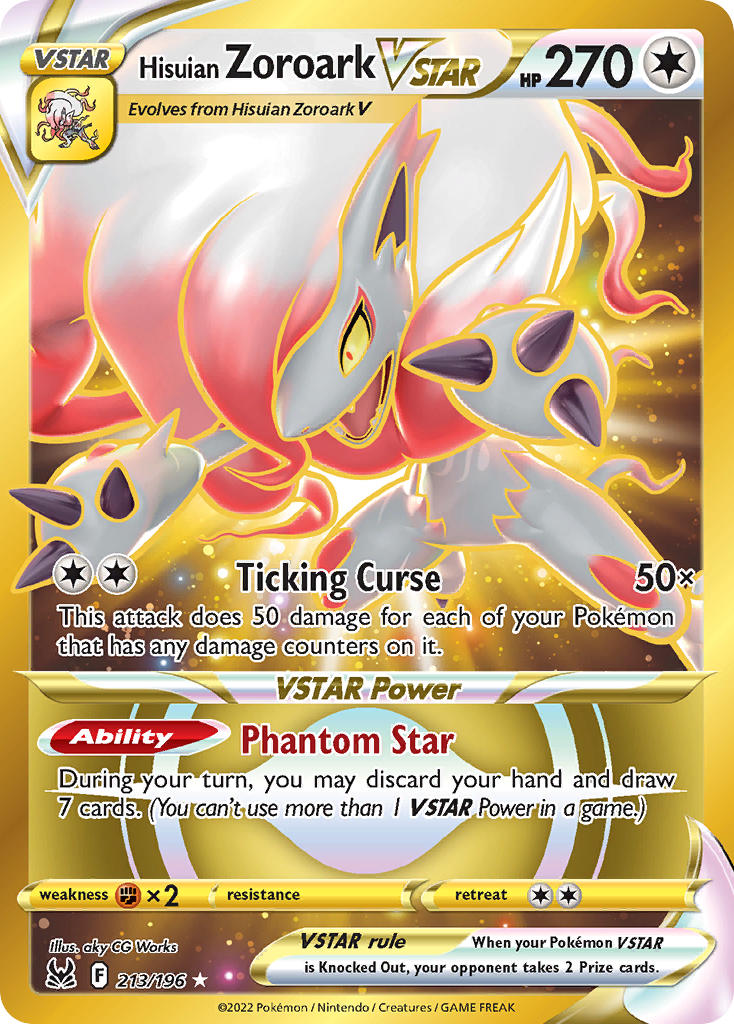 VSTAR Hisuian Zoroark VSTAR HP 270
Evolves from Hisuian Zoroark V
Ticking Curse 50×
This attack does 50 damage for each of your Pokémon
that has any damage counters on it.
VSTAR Power
Ability Phantom Star
During your turn, you may discard your hand and draw
7 cards. (You can't use more than 1 VSTAR Power in a game.)
weakness ×2 resistance retreat
Illus. aky CG Works
VSTAR rule When your Pokémon VSTAR
is Knocked Out, your opponent takes 2 Prize cards.
F 213/196
©2022 Pokémon / Nintendo / Creatures / GAME FREAK